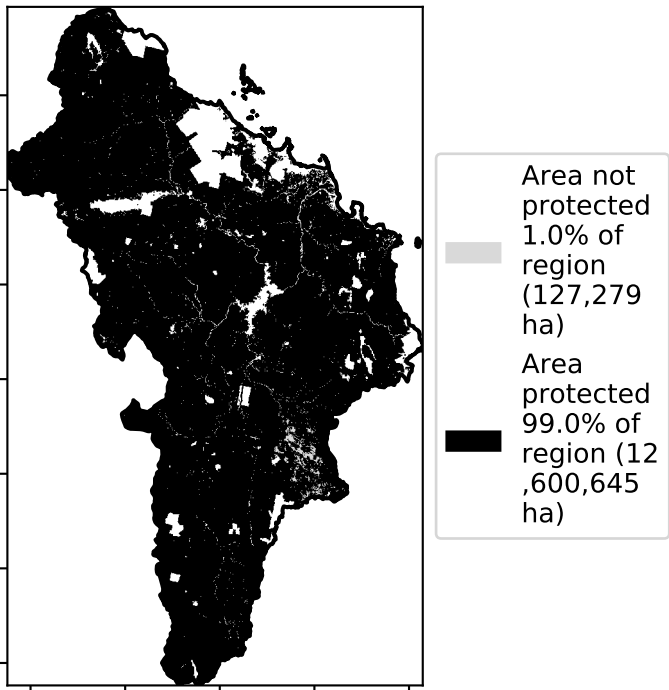 Area not
protected
1.0% of
region
(127,279
ha)
Area
protected
99.0% of
region (12
,600,645
ha)